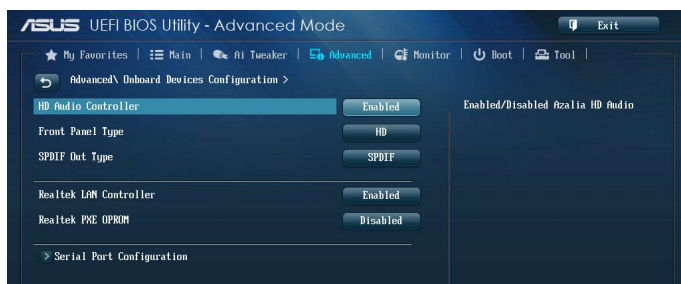 ASUS UEFI BIOS Utility - Advanced Mode Exit
My Favorites | Main | Ai Tweaker | Advanced | Monitor | Boot | Tool |
Advanced\ Onboard Devices Configuration >
HD Audio Controller Enabled Enabled/Disabled Azalia HD Audio
Front Panel Type HD
SPDIF Out Type SPDIF
Realtek LAN Controller Enabled
Realtek PXE OPROM Disabled
> Serial Port Configuration